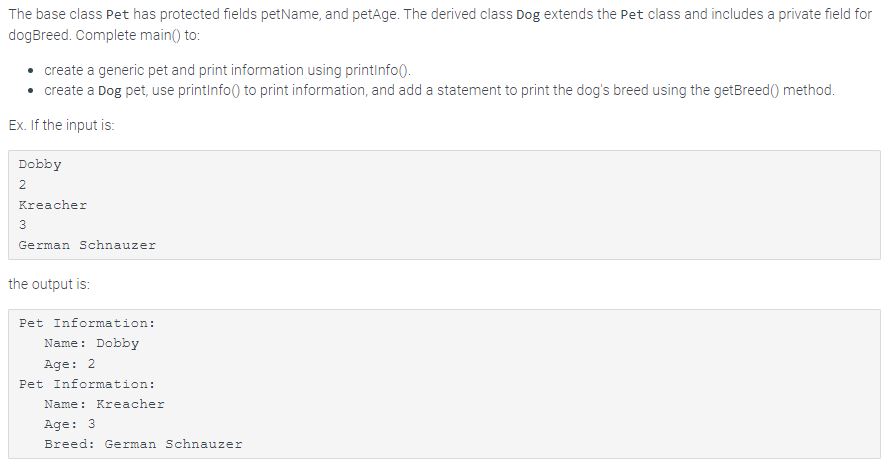 The base class Pet has protected fields petName, and petAge. The derived class Dog extends the Pet class and includes a private field for
dogBreed. Complete main() to:
• create a generic pet and print information using printInfo().
• create a Dog pet, use printInfo() to print information, and add a statement to print the dog's breed using the getBreed() method.
Ex. If the input is:
Dobby
2
Kreacher
3
German Schnauzer
the output is:
Pet Information:
   Name: Dobby
   Age: 2
Pet Information:
   Name: Kreacher
   Age: 3
   Breed: German Schnauzer